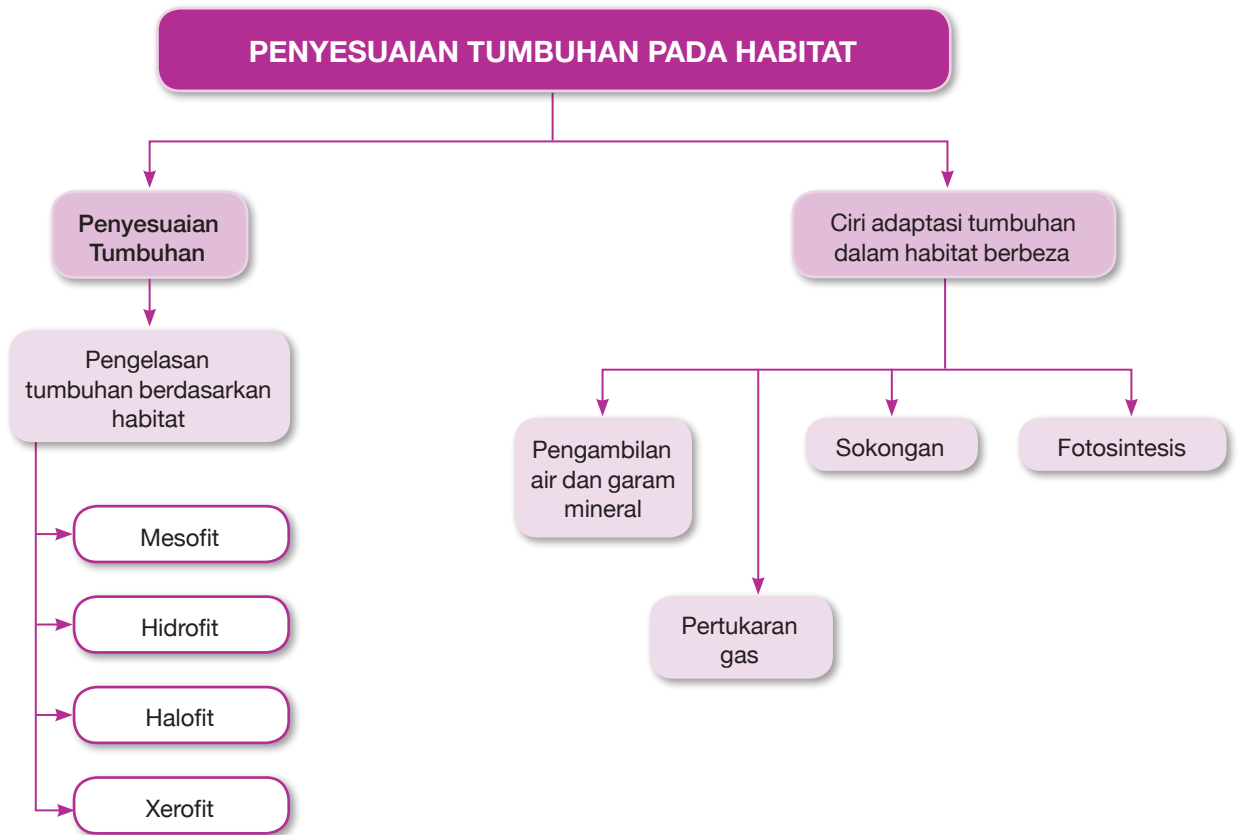 PENYESUAIAN TUMBUHAN PADA HABITAT
Penyesuaian
Tumbuhan
Pengelasan
tumbuhan berdasarkan
habitat
Mesofit
Hidrofit
Halofit
Xerofit
Ciri adaptasi tumbuhan
dalam habitat berbeza
Pengambilan
air dan garam
mineral
Pertukaran
gas
Sokongan
Fotosintesis